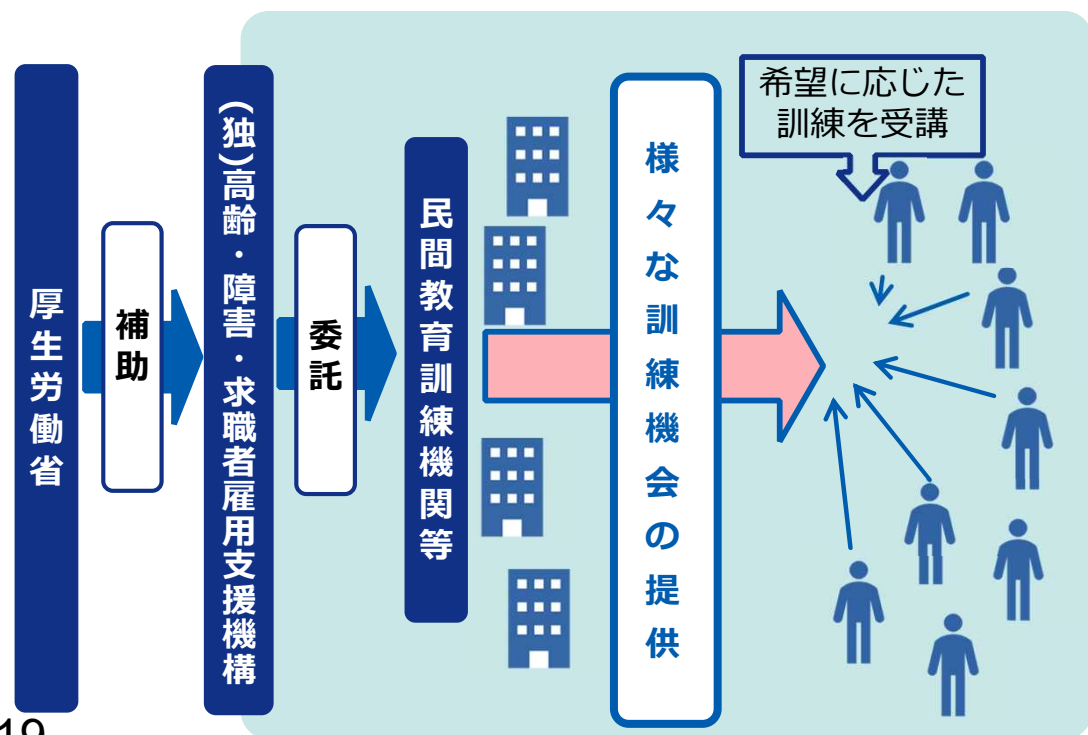 厚生労働省
補助
(独)高齢・障害・求職者雇用支援機構
委託
民間教育訓練機関等
様々な訓練機会の提供
希望に応じた
訓練を受講
19